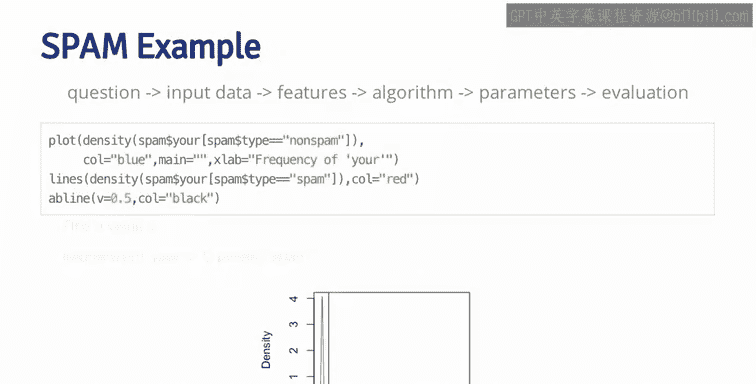 GPT中英字幕课程资源@bilibili
SPAM Example
question -> input data -> features -> algorithm -> parameters -> evaluation
plot(density(spam$your[spam$type=="nonspam"]),
col="blue",main="",xlab="Frequency of 'your'")
lines(density(spam$your[spam$type=="spam"]),col="red")
abline(v=0.5,col="black")
4
3
2
1
Density